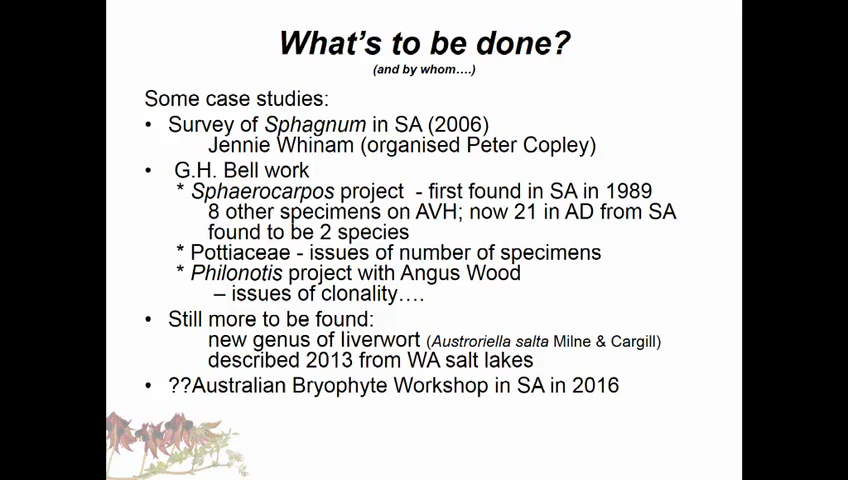 What's to be done?
(and by whom....)
Some case studies:
• Survey of Sphagnum in SA (2006)
Jennie Whinam (organised Peter Copley)
• G.H. Bell work
* Sphaerocarpos project - first found in SA in 1989
8 other specimens on AVH; now 21 in AD from SA
found to be 2 species
* Pottiaceae - issues of number of specimens
* Philonotis project with Angus Wood
– issues of clonality….
• Still more to be found:
new genus of liverwort (Austroriella salta Milne & Cargill)
described 2013 from WA salt lakes
• ??Australian Bryophyte Workshop in SA in 2016